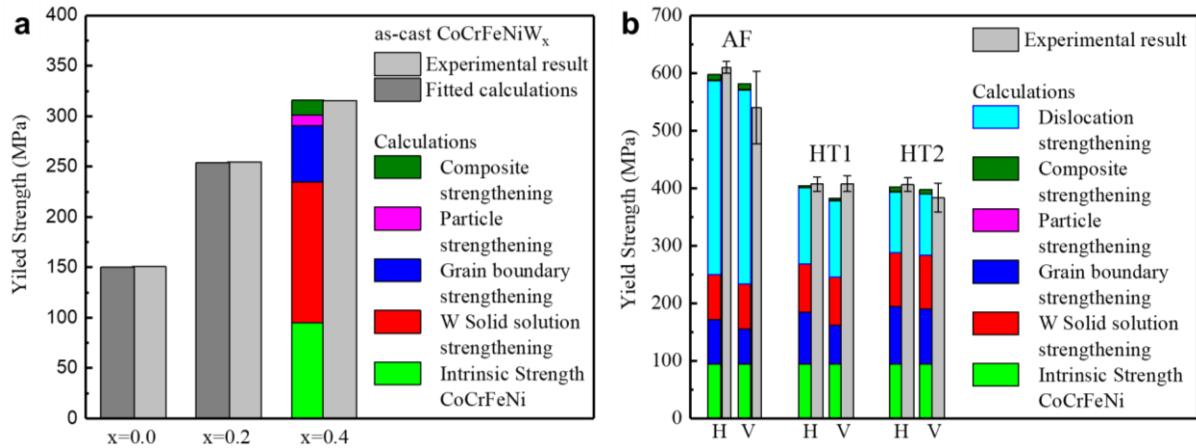 a
as-cast CoCrFeNiWx
Experimental result
Fitted calculations
Calculations
Composite
strengthening
Particle
strengthening
Grain boundary
strengthening
W Solid solution
strengthening
Intrinsic Strength
CoCrFeNi
Yiled Strength (MPa)
400
350
300
250
200
150
100
50
0
x=0.0
x=0.2
x=0.4
b
AF
HT1
HT2
Experimental result
Calculations
Dislocation
strengthening
Composite
strengthening
Particle
strengthening
Grain boundary
strengthening
W Solid solution
strengthening
Intrinsic Strength
CoCrFeNi
Yield Strength (MPa)
700
600
500
400
300
200
100
0
H V H V H V